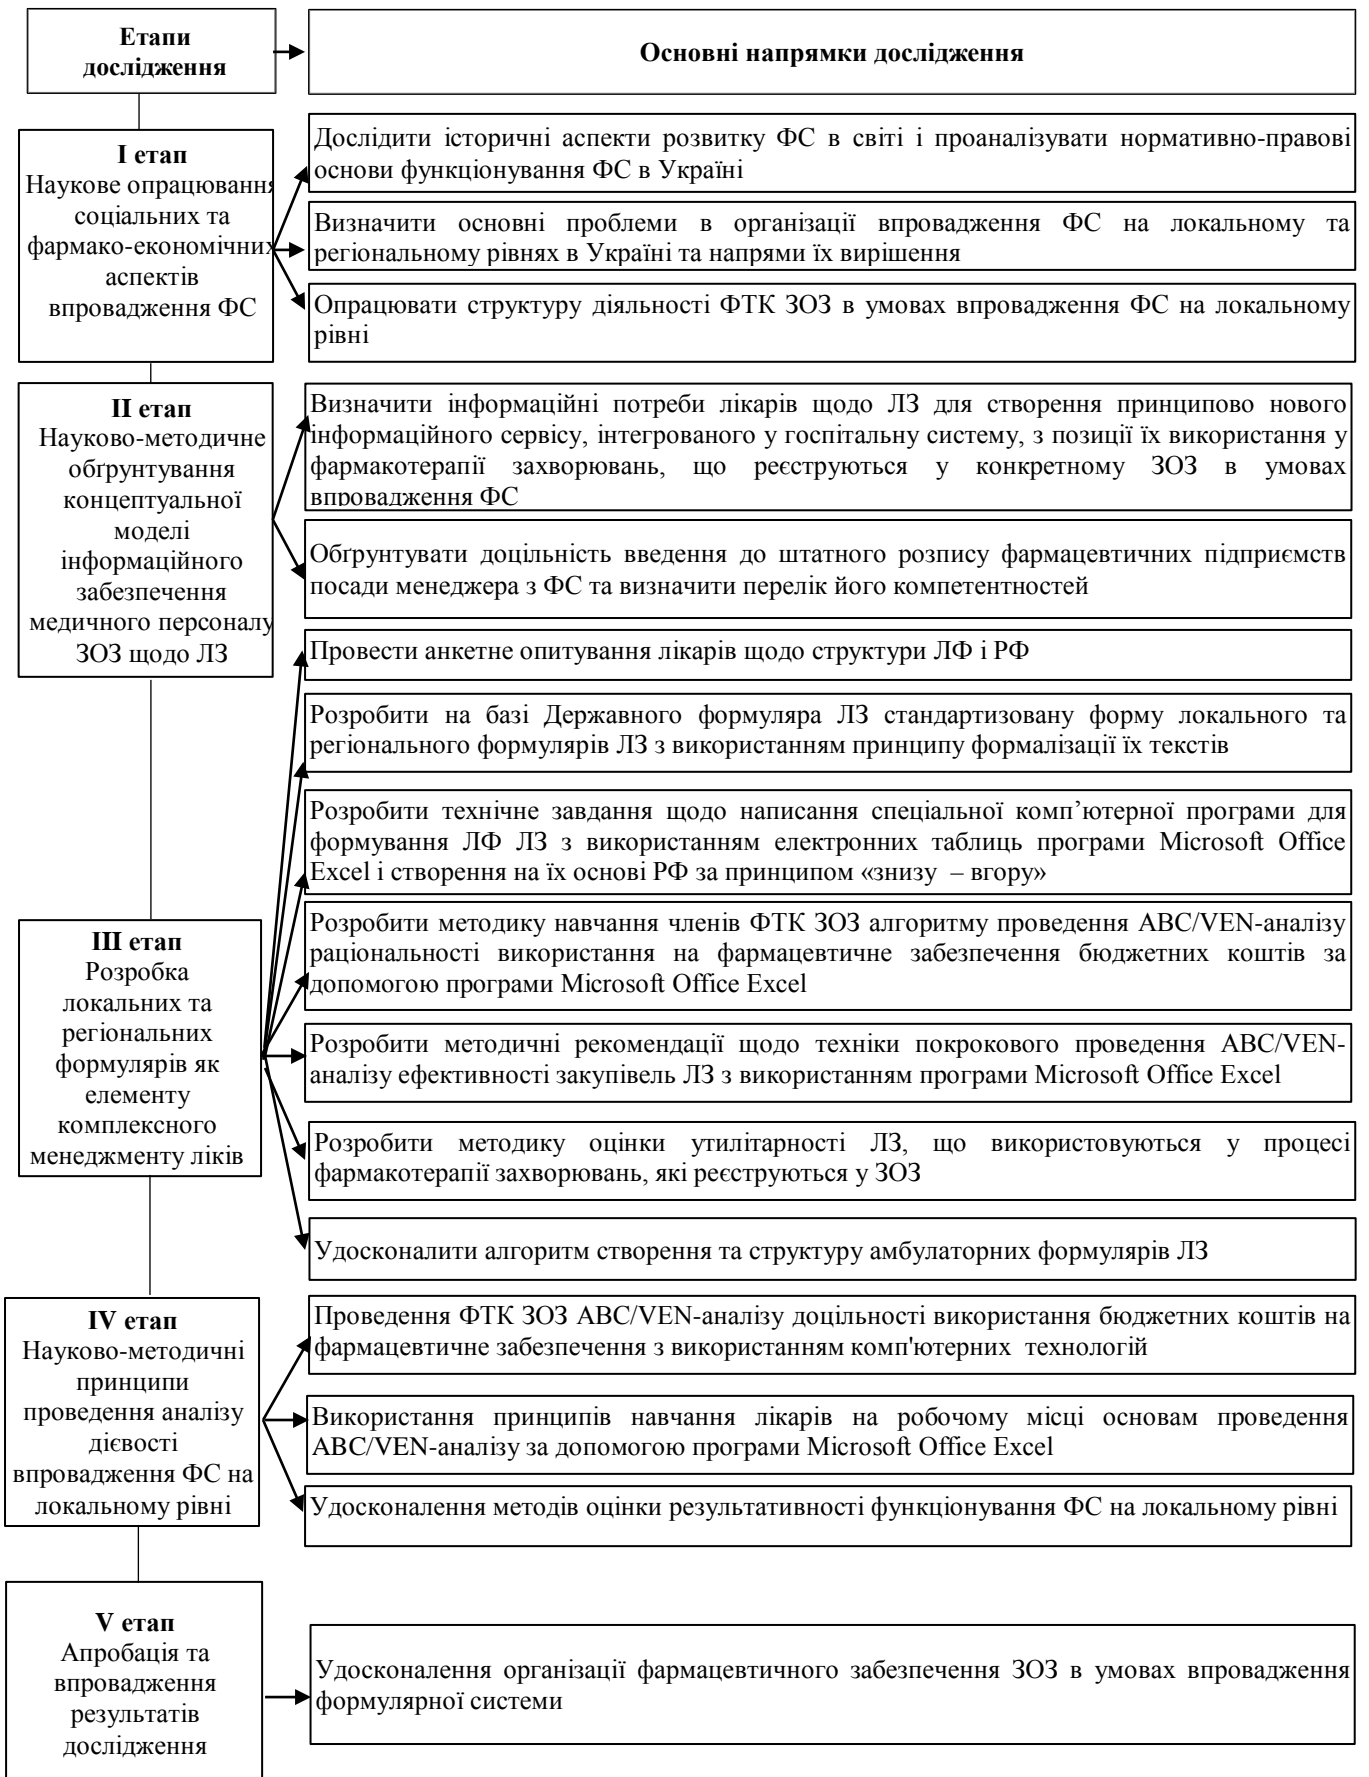 Етапи
дослідження
Основні напрямки дослідження
І етап
Наукове опрацювання
соціальних та
фармако-економічних
аспектів
впровадження ФС
Дослідити історичні аспекти розвитку ФС в світі і проаналізувати нормативно-правові
основи функціонування ФС в Україні
Визначити основні проблеми в організації впровадження ФС на локальному та
регіональному рівнях в Україні та напрями їх вирішення
Опрацювати структуру діяльності ФТК ЗОЗ в умовах впровадження ФС на локальному
рівні
ІІ етап
Науково-методичне
обґрунтування
концептуальної
моделі
інформаційного
забезпечення
медичного персоналу
ЗОЗ щодо ЛЗ
Визначити інформаційні потреби лікарів щодо ЛЗ для створення принципово нового
інформаційного сервісу, інтегрованого у госпітальну систему, з позиції їх використання у
фармакотерапії захворювань, що реєструються у конкретному ЗОЗ в умовах
впровадження ФС
Обґрунтувати доцільність введення до штатного розпису фармацевтичних підприємств
посади менеджера з ФС та визначити перелік його компетентностей
ІІІ етап
Розробка
локальних та
регіональних
формулярів як
елементу
комплексного
менеджменту ліків
Провести анкетне опитування лікарів щодо структури ЛФ і РФ
Розробити на базі Державного формуляра ЛЗ стандартизовану форму локального та
регіонального формулярів ЛЗ з використанням принципу формалізації їх текстів
Розробити технічне завдання щодо написання спеціальної комп’ютерної програми для
формування ЛФ ЛЗ з використанням електронних таблиць програми Microsoft Office
Excel і створення на їх основі РФ за принципом «знизу – вгору»
Розробити методику навчання членів ФТК ЗОЗ алгоритму проведення ABC/VEN-аналізу
раціональності використання на фармацевтичне забезпечення бюджетних коштів за
допомогою програми Microsoft Office Excel
Розробити методичні рекомендації щодо техніки покрокового проведення ABC/VEN-
аналізу ефективності закупівель ЛЗ з використанням програми Microsoft Office Excel
Розробити методику оцінки утилітарності ЛЗ, що використовуються у процесі
фармакотерапії захворювань, які реєструються у ЗОЗ
Удосконалити алгоритм створення та структуру амбулаторних формулярів ЛЗ
IV етап
Науково-методичні
принципи
проведення аналізу
дієвості
впровадження ФС на
локальному рівні
Проведення ФТК ЗОЗ ABC/VEN-аналізу доцільності використання бюджетних коштів на
фармацевтичне забезпечення з використанням комп'ютерних технологій
Використання принципів навчання лікарів на робочому місці основам проведення
ABC/VEN-аналізу за допомогою програми Microsoft Office Excel
Удосконалення методів оцінки результативності функціонування ФС на локальному рівні
V етап
Апробація та
впровадження
результатів
дослідження
Удосконалення організації фармацевтичного забезпечення ЗОЗ в умовах впровадження
формулярної системи